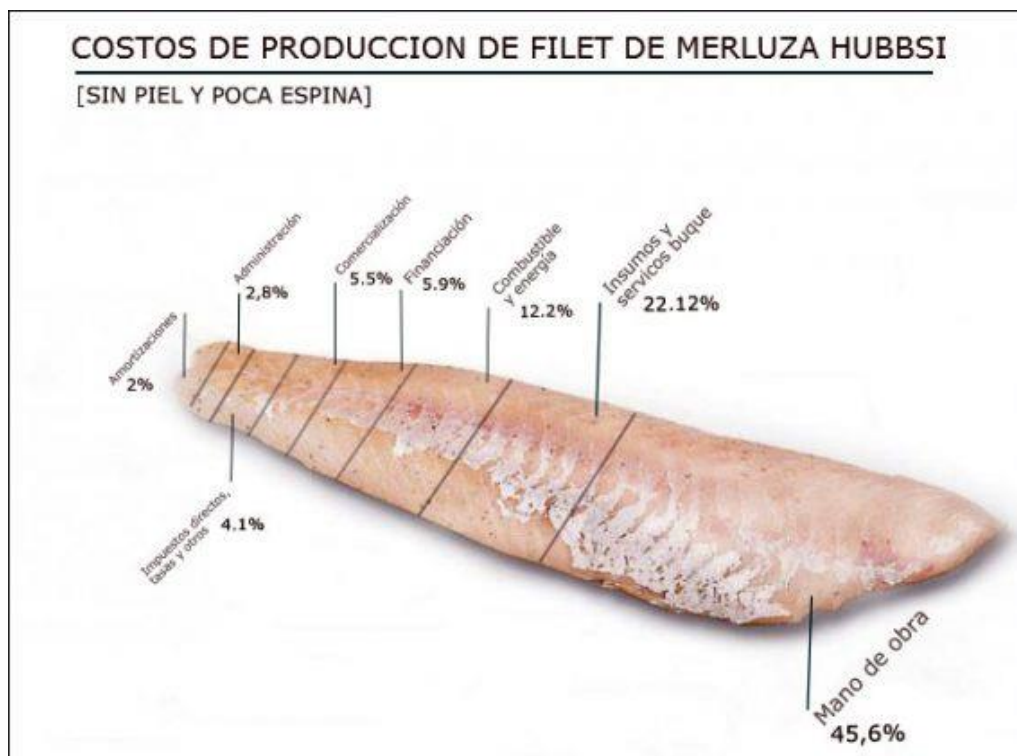 COSTOS DE PRODUCCION DE FILET DE MERLUZA HUBBSI
[SIN PIEL Y POCA ESPINA]
Amortizaciones
2%
Administración
2,8%
Impuestos directos,
tasas y otros
4.1%
Comercialización
5.5%
Financiación
5.9%
Combustible
y energía
12.2%
Insumos y
servicos buque
22.12%
Mano de obra
45,6%